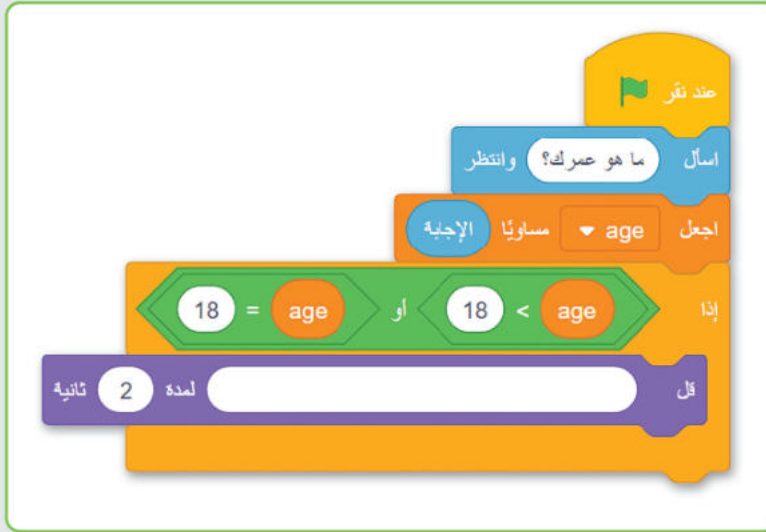 عند نقر
اسأل ما هو عمرك؟ وانتظر
اجعل age مساويًا الإجابة
إذا age < 18 أو age = 18
قل لمدة 2 ثانية